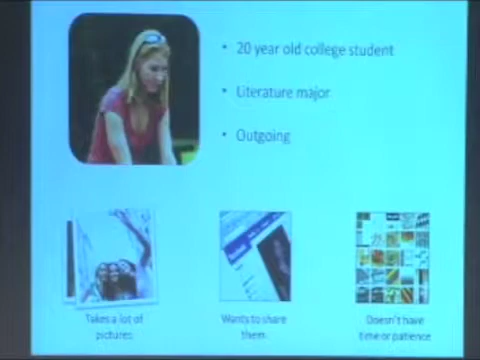 • 20 year old college student
• Literature major
• Outgoing
Takes a lot of
pictures
Wants to share
them
Doesn't have
time or patience